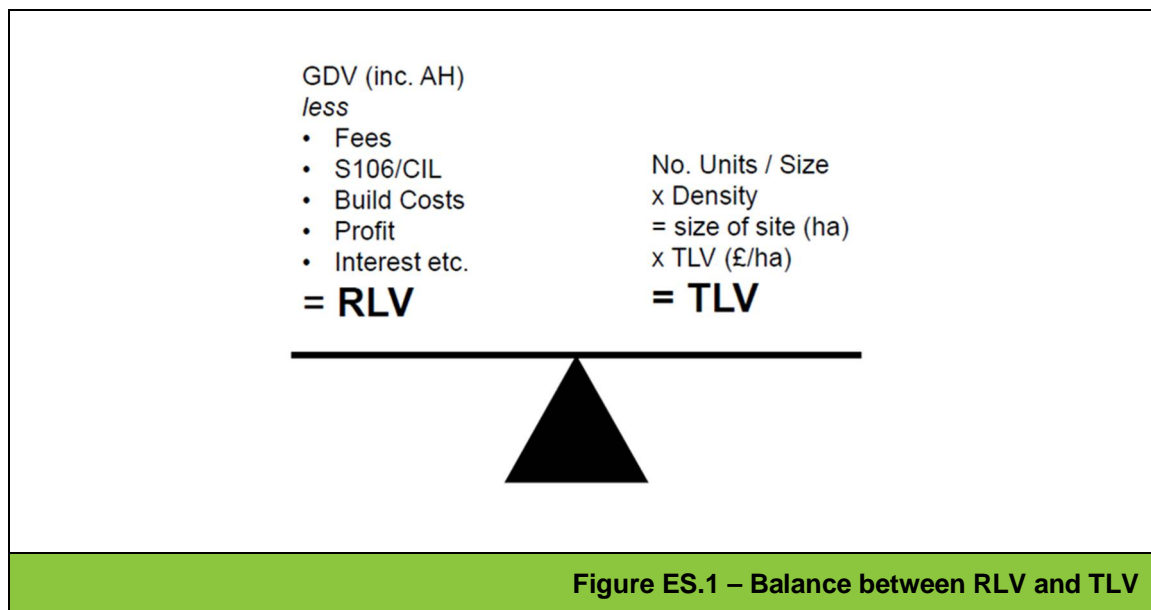 GDV (inc. AH)
less
• Fees
• S106/CIL
• Build Costs
• Profit
• Interest etc.
= RLV
No. Units / Size
x Density
= size of site (ha)
x TLV (£/ha)
= TLV
Figure ES.1 – Balance between RLV and TLV